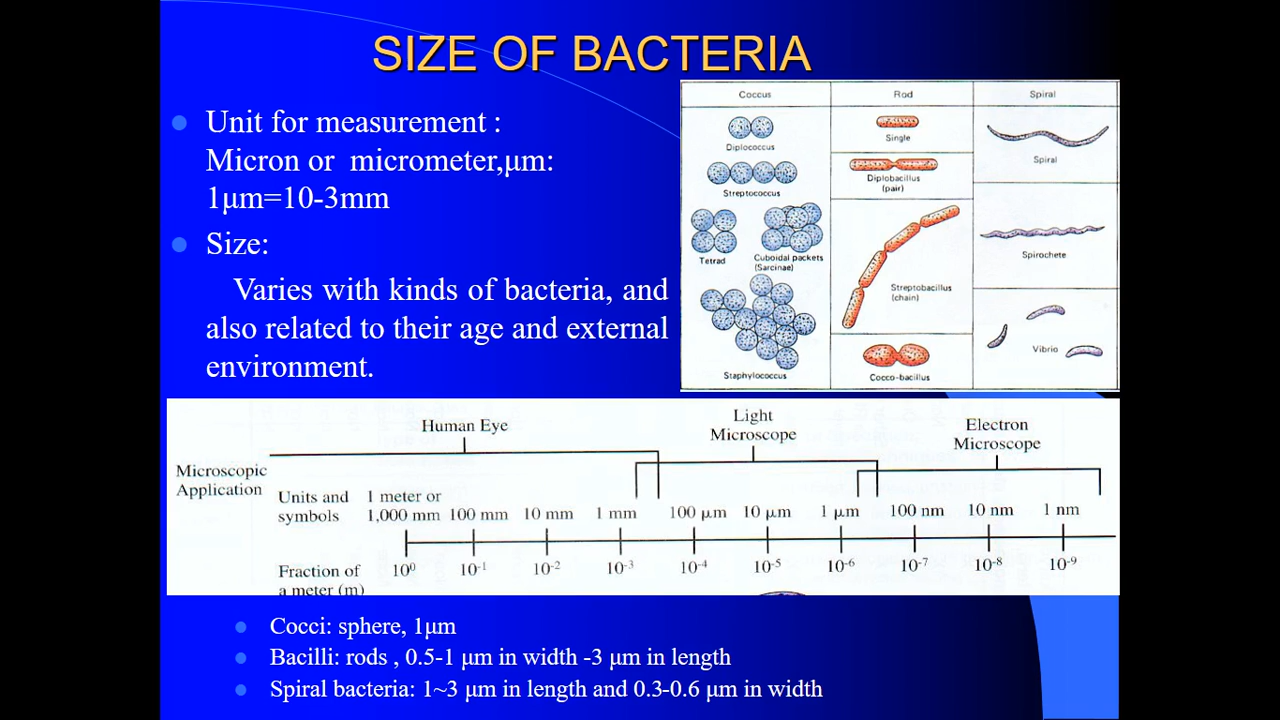 SIZE OF BACTERIA
Unit for measurement :
Micron or micrometer,μm:
1μm=10-3mm
Size:
Varies with kinds of bacteria, and
also related to their age and external
environment.
Coccus
Diplococcus
Streptococcus
Tetrad
Cuboidal packets
(Sarcinae)
Staphylococcus
Rod
Single
Diplobacillus
(pair)
Streptobacillus
(chain)
Cocco-bacillus
Spiral
Spiral
Spirochete
Vibrio
Human Eye
Light
Microscope
Electron
Microscope
Microscopic
Application
Units and
symbols
1 meter or
1,000 mm 100 mm 10 mm 1 mm 100 μm 10 μm 1 μm 100 nm 10 nm 1 nm
Fraction of
a meter (m)
10⁰ 10⁻¹ 10⁻² 10⁻³ 10⁻⁴ 10⁻⁵ 10⁻⁶ 10⁻⁷ 10⁻⁸ 10⁻⁹
Cocci: sphere, 1μm
Bacilli: rods , 0.5-1 μm in width -3 μm in length
Spiral bacteria: 1~3 μm in length and 0.3-0.6 μm in width